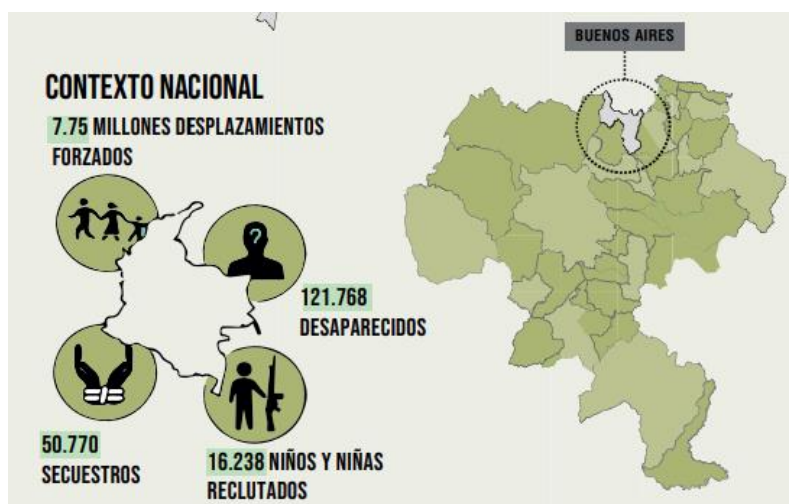 BUENOS AIRES
CONTEXTO NACIONAL
7.75 MILLONES DESPLAZAMIENTOS
FORZADOS
?
121.768
DESAPARECIDOS
50.770
SECUESTROS
16.238 NIÑOS Y NIÑAS
RECLUTADOS